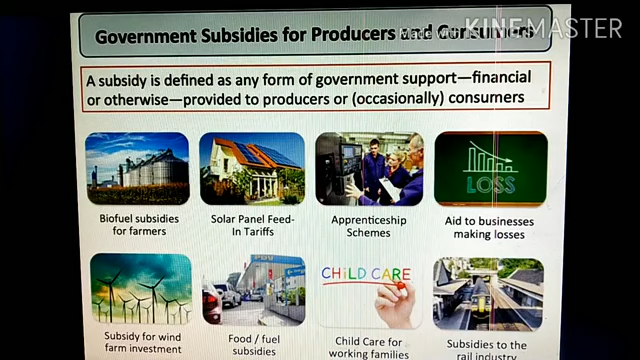 Government Subsidies for Producers and Consumers
Made with KINEMASTER
A subsidy is defined as any form of government support—financial
or otherwise—provided to producers or (occasionally) consumers
LOSS
Biofuel subsidies
for farmers
Solar Panel Feed-
In Tariffs
Apprenticeship
Schemes
Aid to businesses
making losses
CHiLD CARE
Subsidy for wind
farm investment
Food / fuel
subsidies
Child Care for
working families
Subsidies to the
rail industry